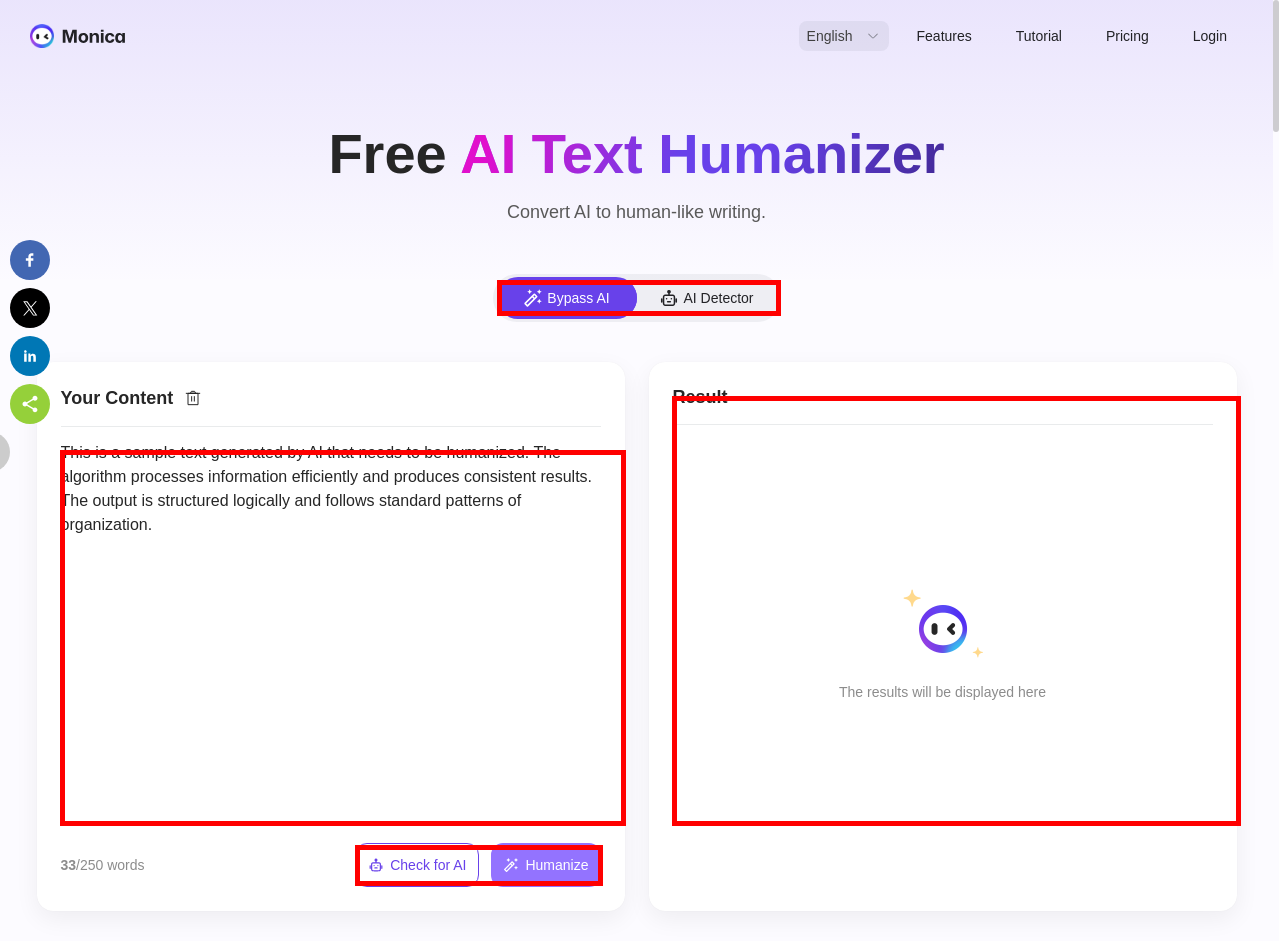 Monica
English
Features
Tutorial
Pricing
Login
Free AI Text Humanizer
Convert AI to human-like writing.
Bypass AI
AI Detector
Your Content
This is a sample text generated by AI that needs to be humanized. The
algorithm processes information efficiently and produces consistent results.
The output is structured logically and follows standard patterns of
organization.
33/250 words
Check for AI
Humanize
Result
The results will be displayed here